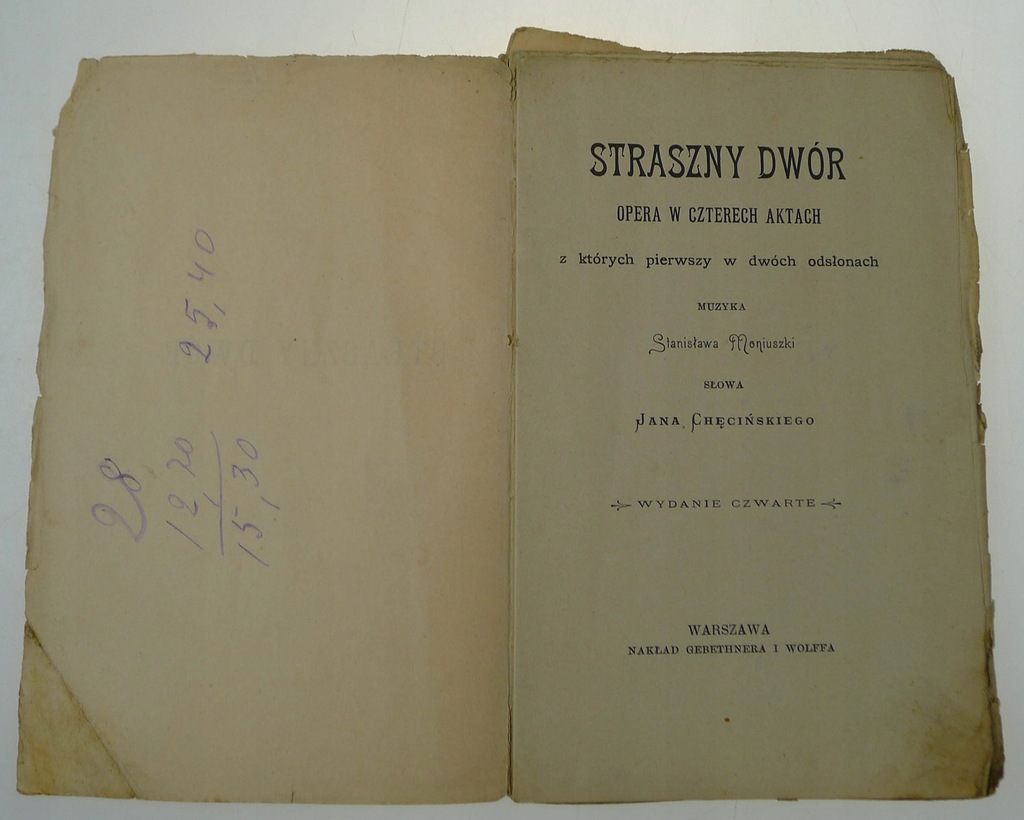 28
12,20
15,30
25,40
STRASZNY DWÓR
OPERA W CZTERECH AKTACH
z których pierwszy w dwóch odsłonach
MUZYKA
Stanisława Moniuszki
SŁOWA
JANA CHĘCIŃSKIEGO
WYDANIE CZWARTE
WARSZAWA
NAKŁAD GEBETHNERA I WOLFFA